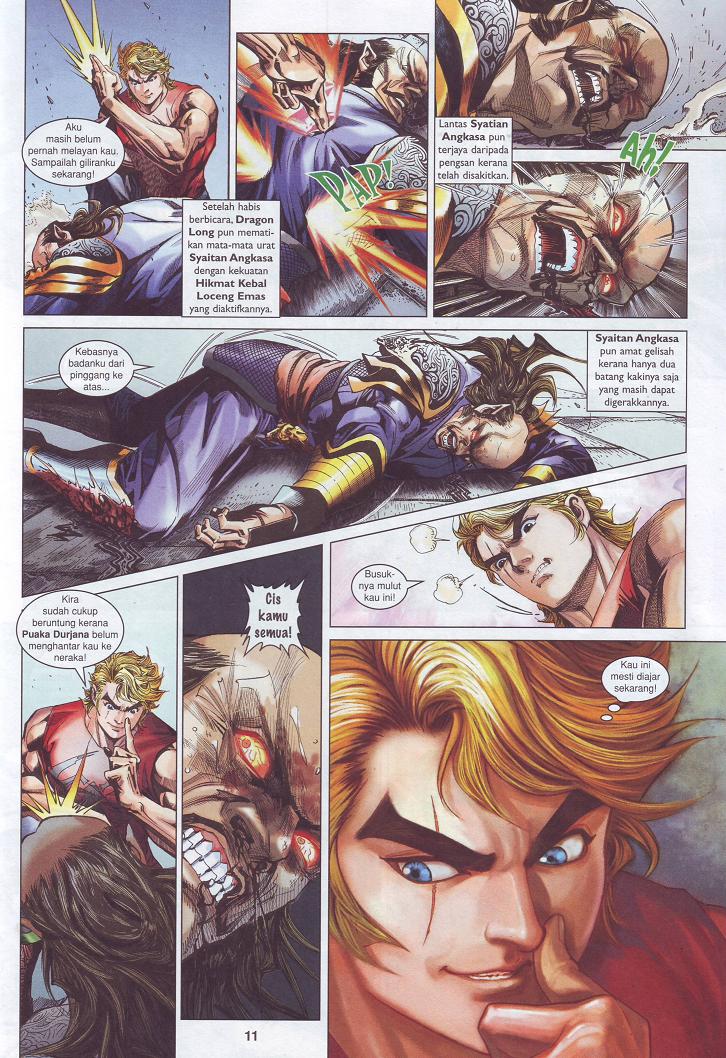 Aku
masih belum
pernah melayan kau.
Sampailah giliranku
sekarang!
Setelah habis
berbicara, Dragon
Long pun memati-
kan mata-mata urat
Syaitan Angkasa
dengan kekuatan
Hikmat Kebal
Loceng Emas
yang diaktifkannya.
PAP!
Lantas Syatian
Angkasa pun
terjaya daripada
pengsan kerana
telah disakitkan.
Ah!
Kebasnya
badanku dari
pinggang ke
atas...
Syaitan Angkasa
pun amat gelisah
kerana hanya dua
batang kakinya saja
yang masih dapat
digerakkannya.
Busuk-
nya mulut
kau ini!
Kira
sudah cukup
beruntung kerana
Puaka Durjana belum
menghantar kau ke
neraka!
Cis
kamu
semua!
Kau ini
mesti diajar
sekarang!
11